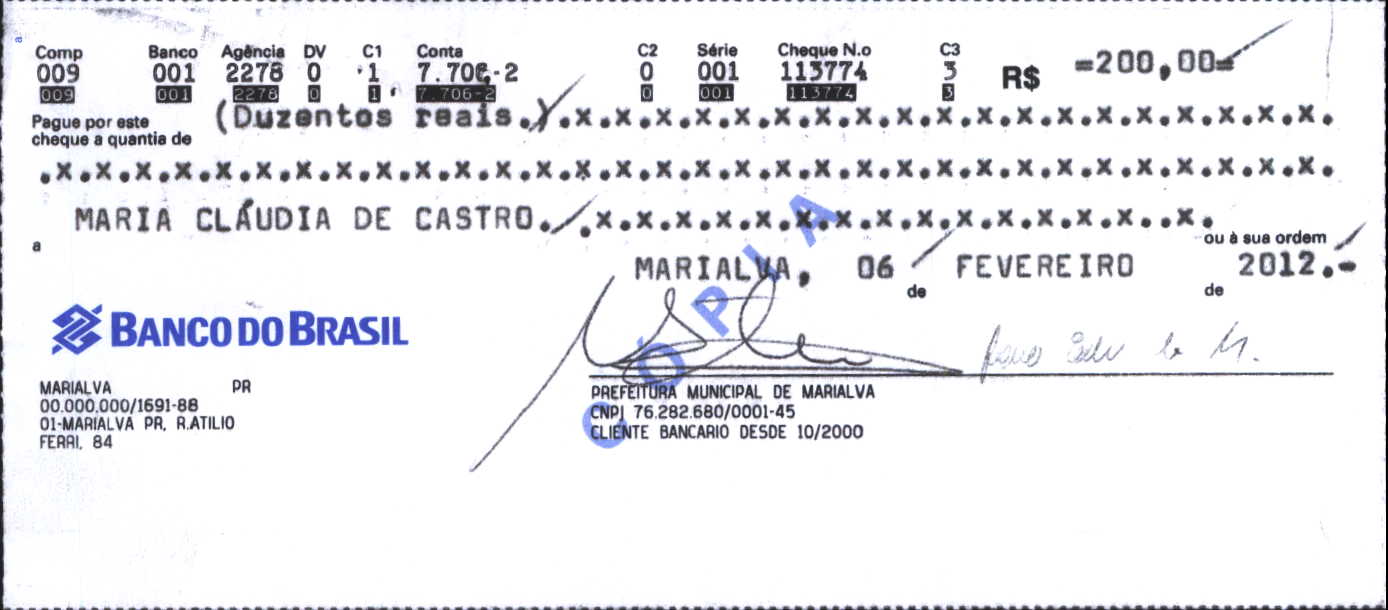 Comp Banco Agência DV C1 Conta C2 Série Cheque N.o C3
009 001 2278 0 1 7.706-2 0 001 113774 3 R$ =200,00=
009 001 2278 0 1 7.706-2 0 001 113774 3
Pague por este (Duzentos reais.).x.x.x.x.x.x.x.x.x.x.x.x.x.x.x.x.x.x.x.
cheque a quantia de
.x.x.x.x.x.x.x.x.x.x.x.x.x.x.x.x.x.x.x.x.x.x.x.x.x.x.x.x.x.x.x.x.
MARIA CLÁUDIA DE CASTRO..x.x.x.x.x.x.x.x.x.x.x.x.x.x..x.
a ou à sua ordem
MARIALVA, 06 de FEVEREIRO de 2012.-
CÓPIA
BANCO DO BRASIL
MARIALVA PR
00.000.000/1691-88
01-MARIALVA PR, R.ATILIO
FERRI, 84
PREFEITURA MUNICIPAL DE MARIALVA
CNPJ 76.282.680/0001-45
CLIENTE BANCARIO DESDE 10/2000